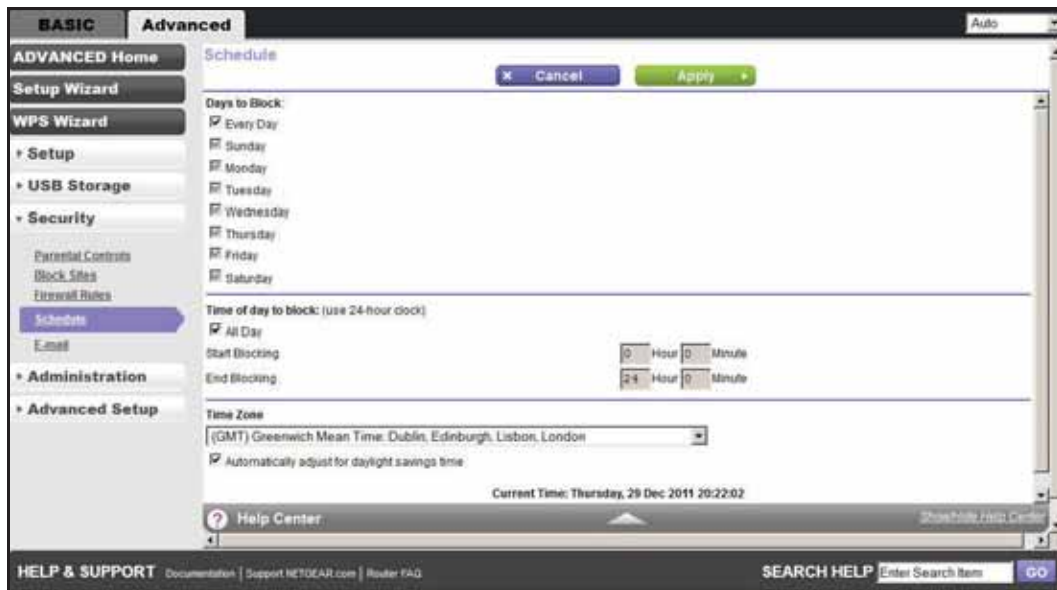 BASIC
Advanced
Auto
ADVANCED Home
Setup Wizard
WPS Wizard
Setup
USB Storage
Security
Parental Controls
Block Sites
Firewall Rules
Schedule
E-mail
Administration
Advanced Setup
Schedule
× Cancel
Apply
Days to Block:
Every Day
Sunday
Monday
Tuesday
Wednesday
Thursday
Friday
Saturday
Time of day to block: (use 24-hour clock)
All Day
Start Blocking 0 Hour 0 Minute
End Blocking 24 Hour 0 Minute
Time Zone
(GMT) Greenwich Mean Time: Dublin, Edinburgh, Lisbon, London
Automatically adjust for daylight savings time
Current Time: Thursday, 29 Dec 2011 20:22:02
? Help Center
Show/Hide Help Center
HELP & SUPPORT Documentation | Support NETGEAR.com | Router FAQ
SEARCH HELP Enter Search Item GO